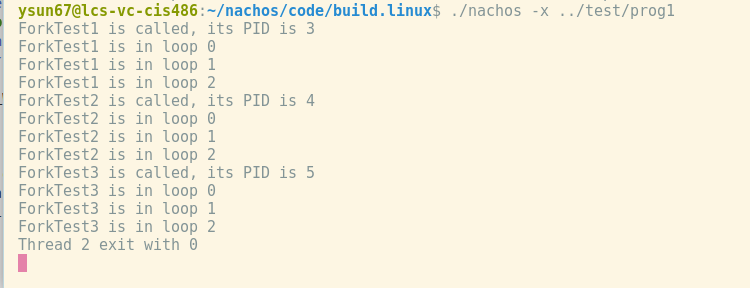 ysun67@lcs-vc-cis486:~/nachos/code/build.linux$ ./nachos -x ../test/prog1
ForkTest1 is called, its PID is 3
ForkTest1 is in loop 0
ForkTest1 is in loop 1
ForkTest1 is in loop 2
ForkTest2 is called, its PID is 4
ForkTest2 is in loop 0
ForkTest2 is in loop 1
ForkTest2 is in loop 2
ForkTest3 is called, its PID is 5
ForkTest3 is in loop 0
ForkTest3 is in loop 1
ForkTest3 is in loop 2
Thread 2 exit with 0